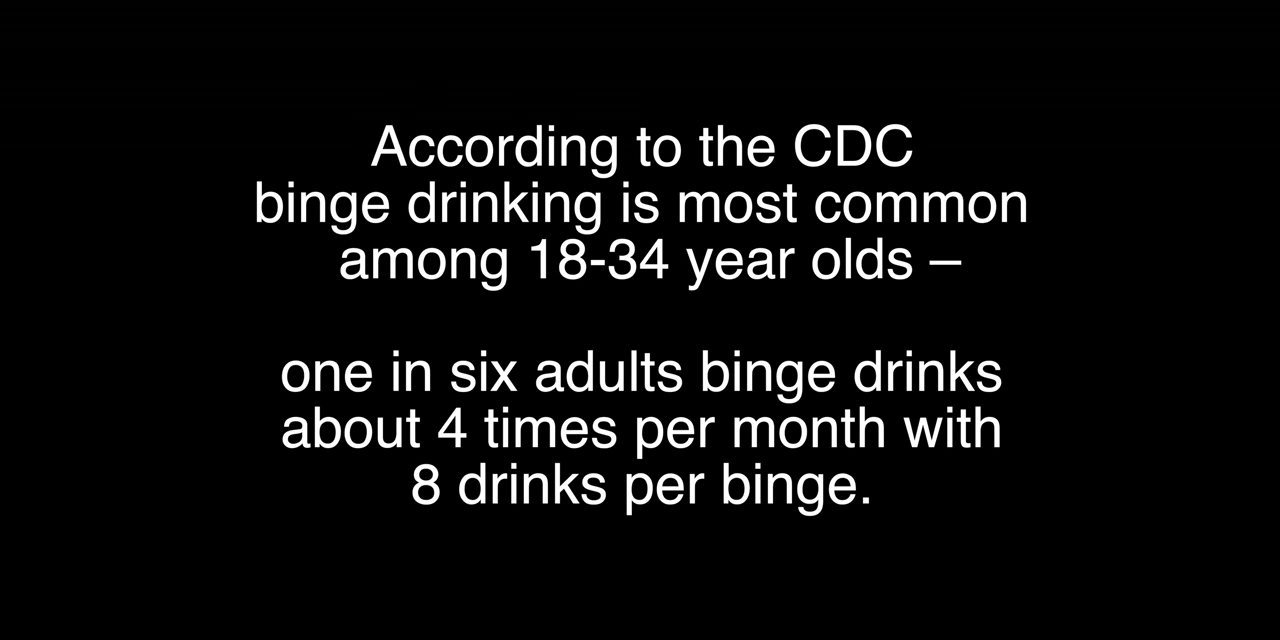 According to the CDC
binge drinking is most common
among 18-34 year olds –
one in six adults binge drinks
about 4 times per month with
8 drinks per binge.